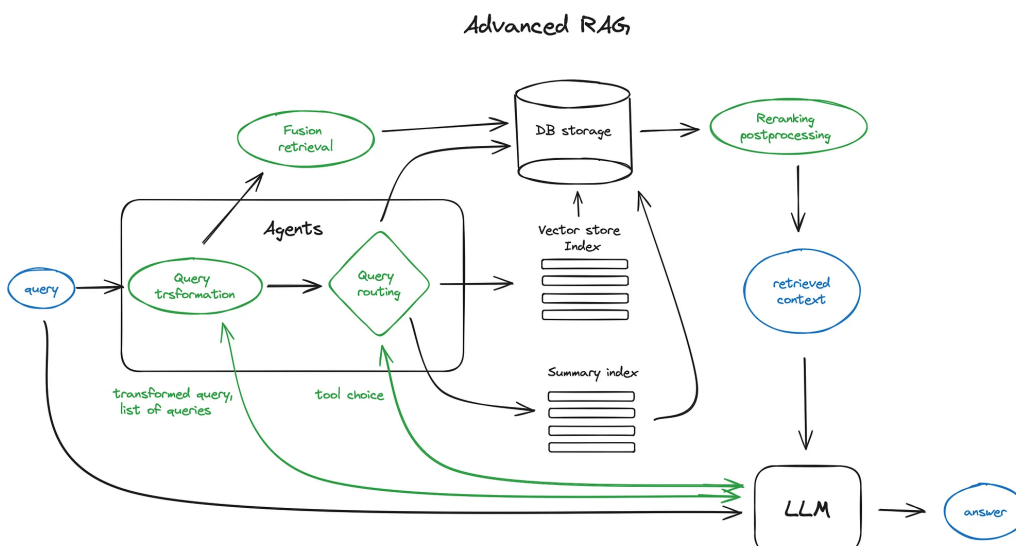 Advanced RAG
Fusion
retrieval
DB storage
Reranking
postprocessing
Agents
Vector store
Index
query
Query
trsformation
Query
routing
retrieved
context
Summary index
transformed query,
list of queries
tool choice
LLM
answer